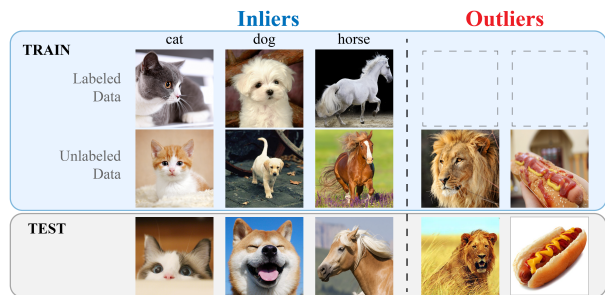 Inliers Outliers
cat dog horse
TRAIN
Labeled
Data
Unlabeled
Data
TEST